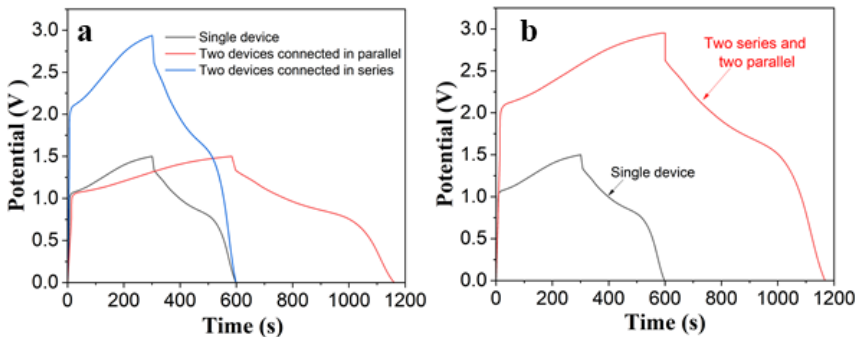 a
Single device
Two devices connected in parallel
Two devices connected in series
Potential (V )
3.0
2.5
2.0
1.5
1.0
0.5
0.0
0 200 400 600 800 1000 1200
Time (s)
b
Two series and
two parallel
Single device
Potential (V)
3.0
2.5
2.0
1.5
1.0
0.5
0.0
0 200 400 600 800 1000 1200
Time (s)